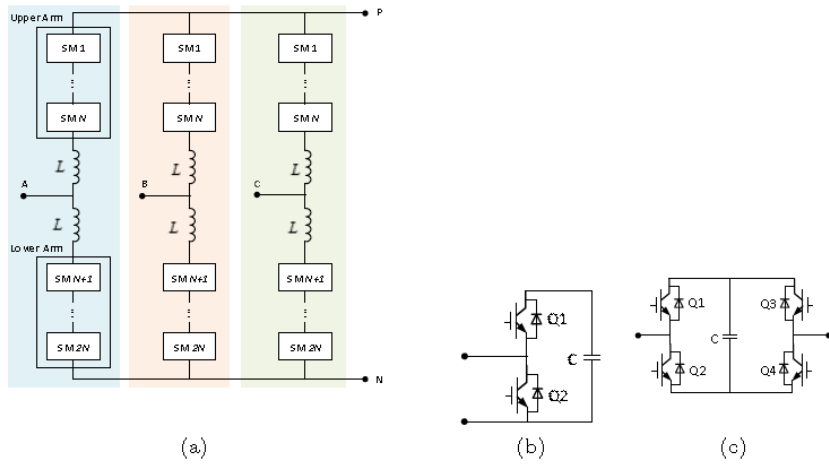 Upper Arm
P
SM 1
SM 1
SM 1
SM N
SM N
SM N
L
L
L
A
B
C
L
L
L
Lower Arm
SM N+1
SM N+1
SM N+1
SM 2N
SM 2N
SM 2N
N
Q1
C
Q2
Q1
Q3
C
Q2
Q4
(a)
(b)
(c)